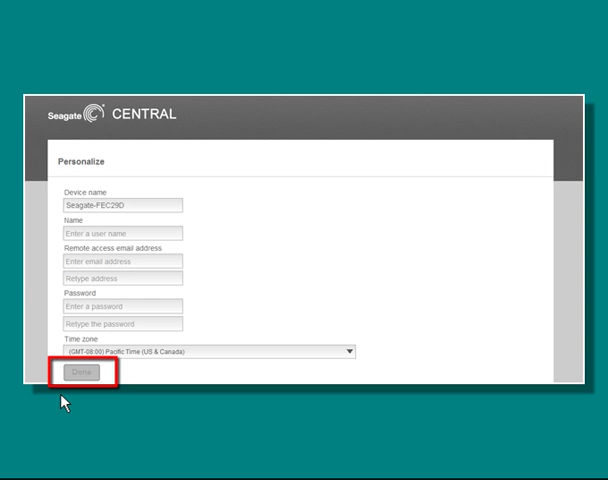 Seagate CENTRAL
Personalize
Device name
Seagate-FEC29D
Name
Enter a user name
Remote access email address
Enter email address
Retype address
Password
Enter a password
Retype the password
Time zone
(GMT-08:00) Pacific Time (US & Canada)
Done